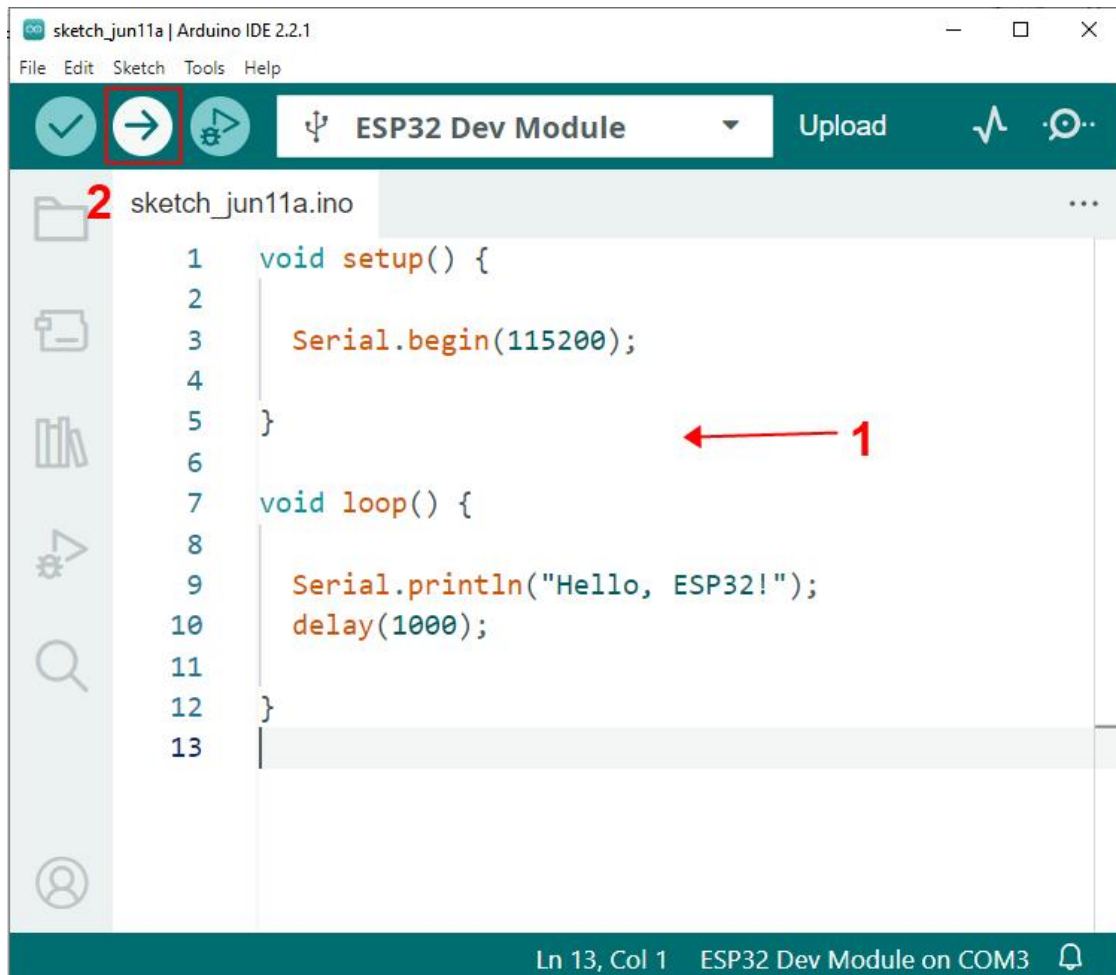 sketch_jun11a | Arduino IDE 2.2.1
File Edit Sketch Tools Help
ESP32 Dev Module Upload
2 sketch_jun11a.ino
1 void setup() {
2
3 Serial.begin(115200);
4
5 }
1
6
7 void loop() {
8
9 Serial.println("Hello, ESP32!");
10 delay(1000);
11
12 }
13
Ln 13, Col 1 ESP32 Dev Module on COM3